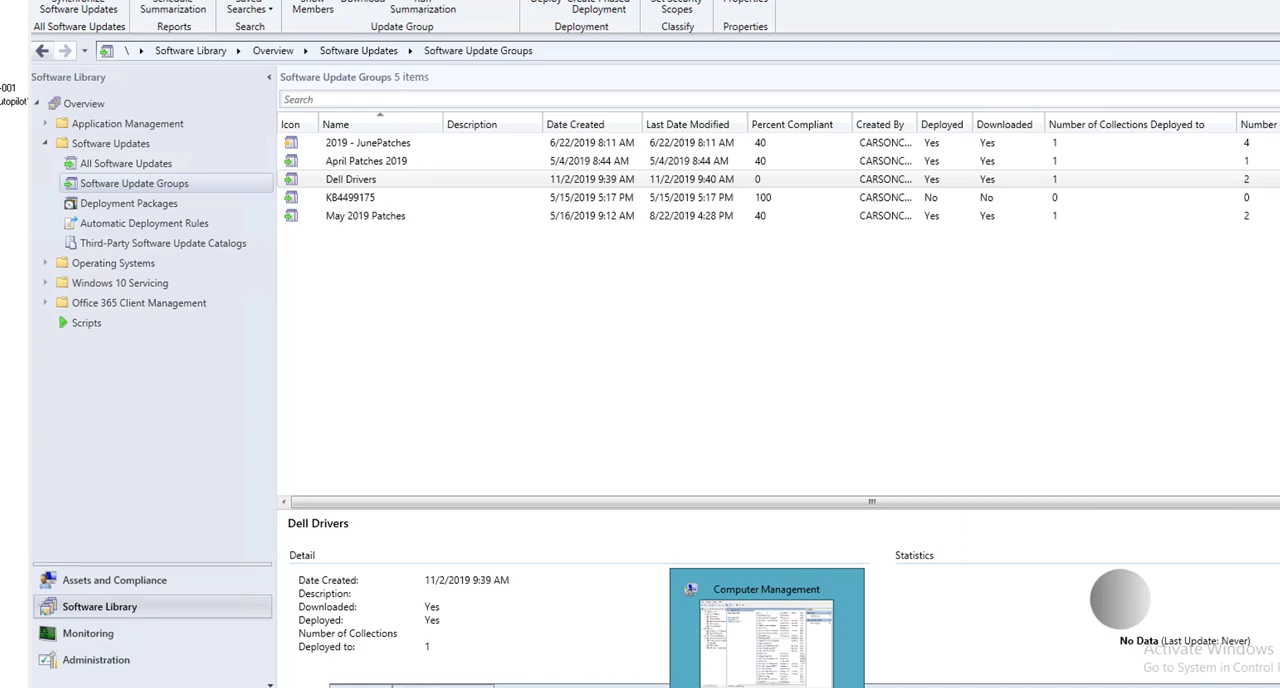 Synchronize Schedule Saved Show Download Run Deploy Create Phased Set Security Properties
Software Updates Summarization Searches Members Summarization Deployment Scopes
All Software Updates Reports Search Update Group Deployment Classify Properties
\ Software Library Overview Software Updates Software Update Groups
Software Library
Software Update Groups 5 items
-001
utopilot'
Overview
Application Management
Software Updates
All Software Updates
Software Update Groups
Deployment Packages
Automatic Deployment Rules
Third-Party Software Update Catalogs
Operating Systems
Windows 10 Servicing
Office 365 Client Management
Scripts
Assets and Compliance
Software Library
Monitoring
Administration
Search
Icon Name Description Date Created Last Date Modified Percent Compliant Created By Deployed Downloaded Number of Collections Deployed to Number
2019 - JunePatches 6/22/2019 8:11 AM 6/22/2019 8:11 AM 40 CARSONC... Yes Yes 1 4
April Patches 2019 5/4/2019 8:44 AM 5/4/2019 8:44 AM 40 CARSONC... Yes Yes 1 1
Dell Drivers 11/2/2019 9:39 AM 11/2/2019 9:40 AM 0 CARSONC... Yes Yes 1 2
KB4499175 5/15/2019 5:17 PM 5/15/2019 5:17 PM 100 CARSONC... No No 0 0
May 2019 Patches 5/16/2019 9:12 AM 8/22/2019 4:28 PM 40 CARSONC... Yes Yes 1 2
Dell Drivers
Detail
Statistics
Date Created: 11/2/2019 9:39 AM
Description:
Downloaded: Yes
Deployed: Yes
Number of Collections
Deployed to: 1
Computer Management
No Data (Last Update: Never)
Activate Windows
Go to System Control